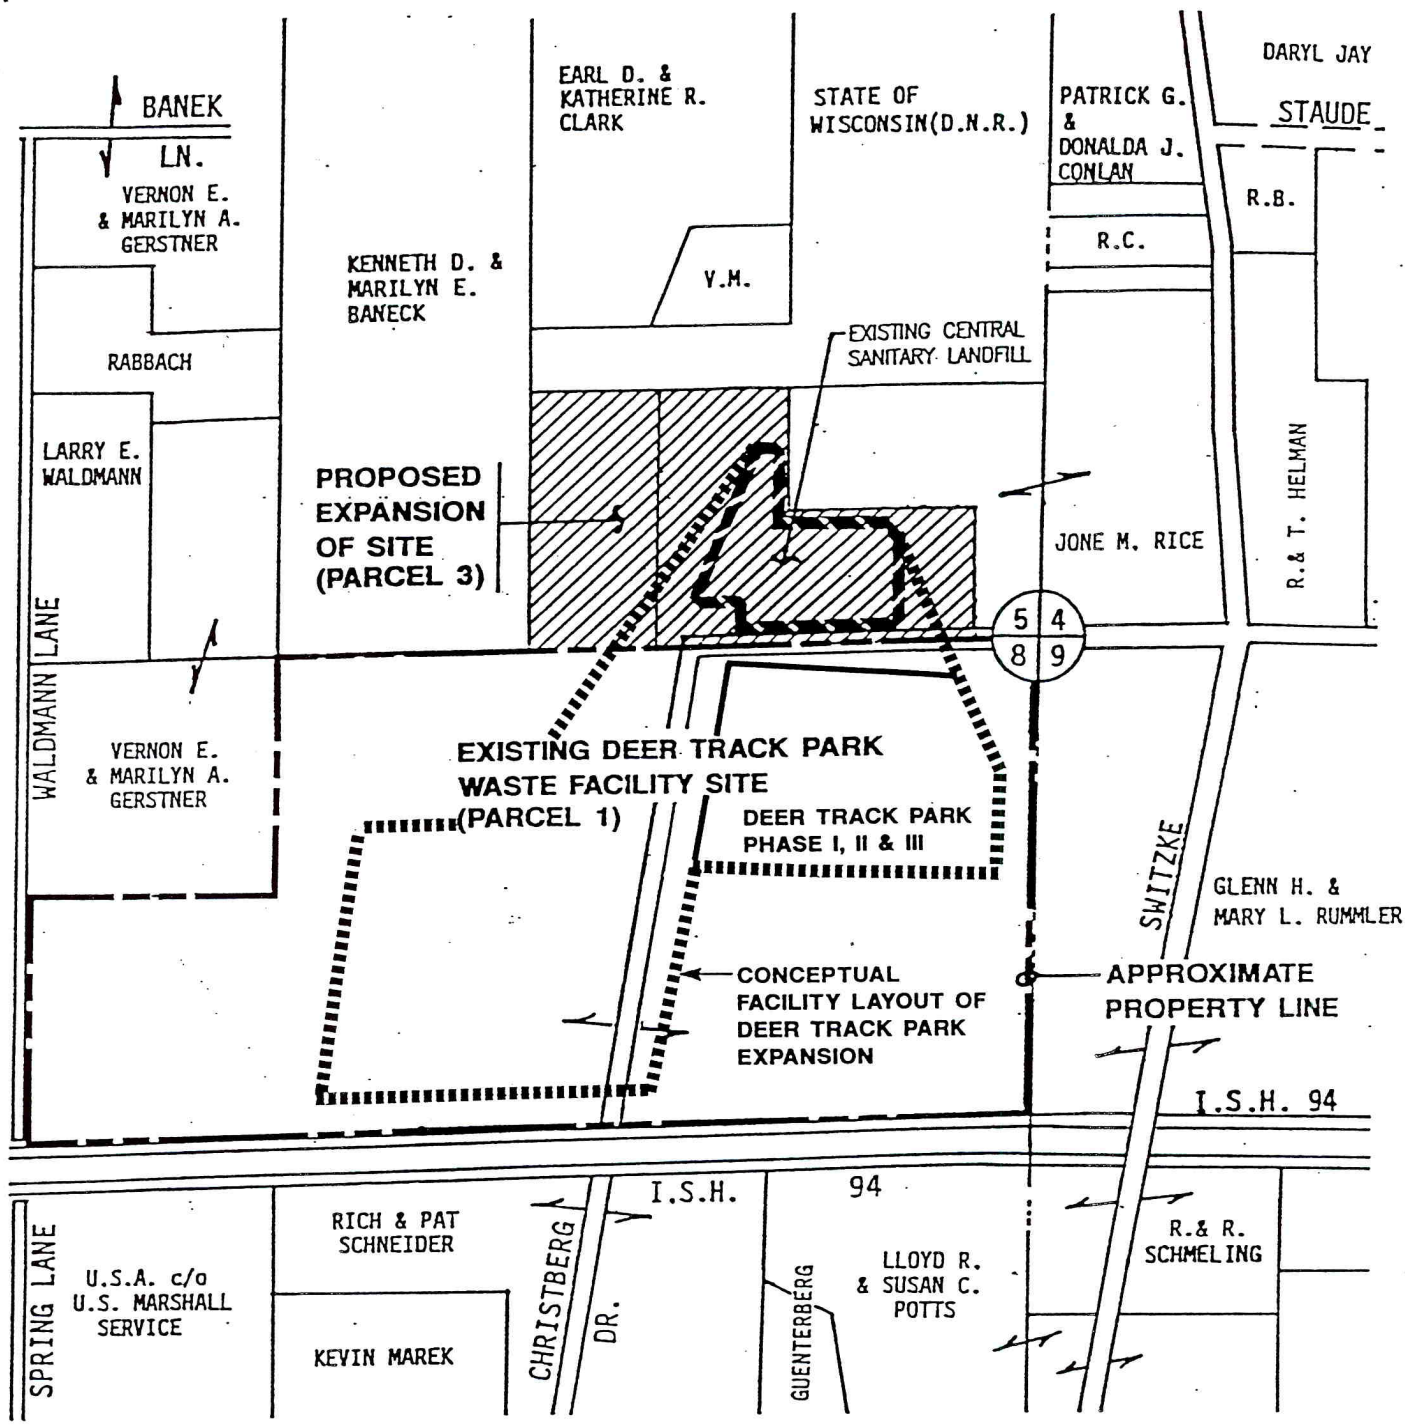 BANEK
LN.
VERNON E.
& MARILYN A.
GERSTNER
EARL D. &
KATHERINE R.
CLARK
STATE OF
WISCONSIN(D.N.R.)
PATRICK G.
&
DONALDA J.
CONLAN
DARYL JAY
STAUDE
R.B.
R.C.
KENNETH D. &
MARILYN E.
BANECK
V.M.
EXISTING CENTRAL
SANITARY LANDFILL
RABBACH
LARRY E.
WALDMANN
PROPOSED
EXPANSION
OF SITE
(PARCEL 3)
JONE M. RICE
R.& T. HELMAN
5 4
8 9
WALDMANN LANE
VERNON E.
& MARILYN A.
GERSTNER
EXISTING DEER TRACK PARK
WASTE FACILITY SITE
(PARCEL 1)
DEER TRACK PARK
PHASE I, II & III
SWITZKE
GLENN H. &
MARY L. RUMMLER
CONCEPTUAL
FACILITY LAYOUT OF
DEER TRACK PARK
EXPANSION
APPROXIMATE
PROPERTY LINE
I.S.H. 94
I.S.H. 94
SPRING LANE
U.S.A. c/o
U.S. MARSHALL
SERVICE
RICH & PAT
SCHNEIDER
KEVIN MAREK
CHRISTBERG
DR.
GUENTERBERG
LLOYD R.
& SUSAN C.
POTTS
R.& R.
SCHMELING